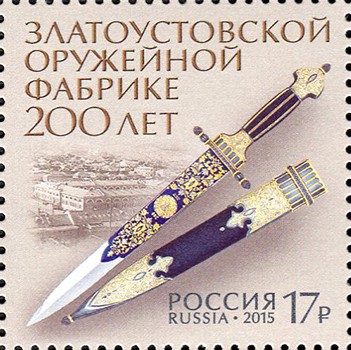 ЗЛАТОУСТОВСКОЙ
ОРУЖЕЙНОЙ
ФАБРИКЕ
200 ЛЕТ
РОССИЯ 17₽
RUSSIA • 2015